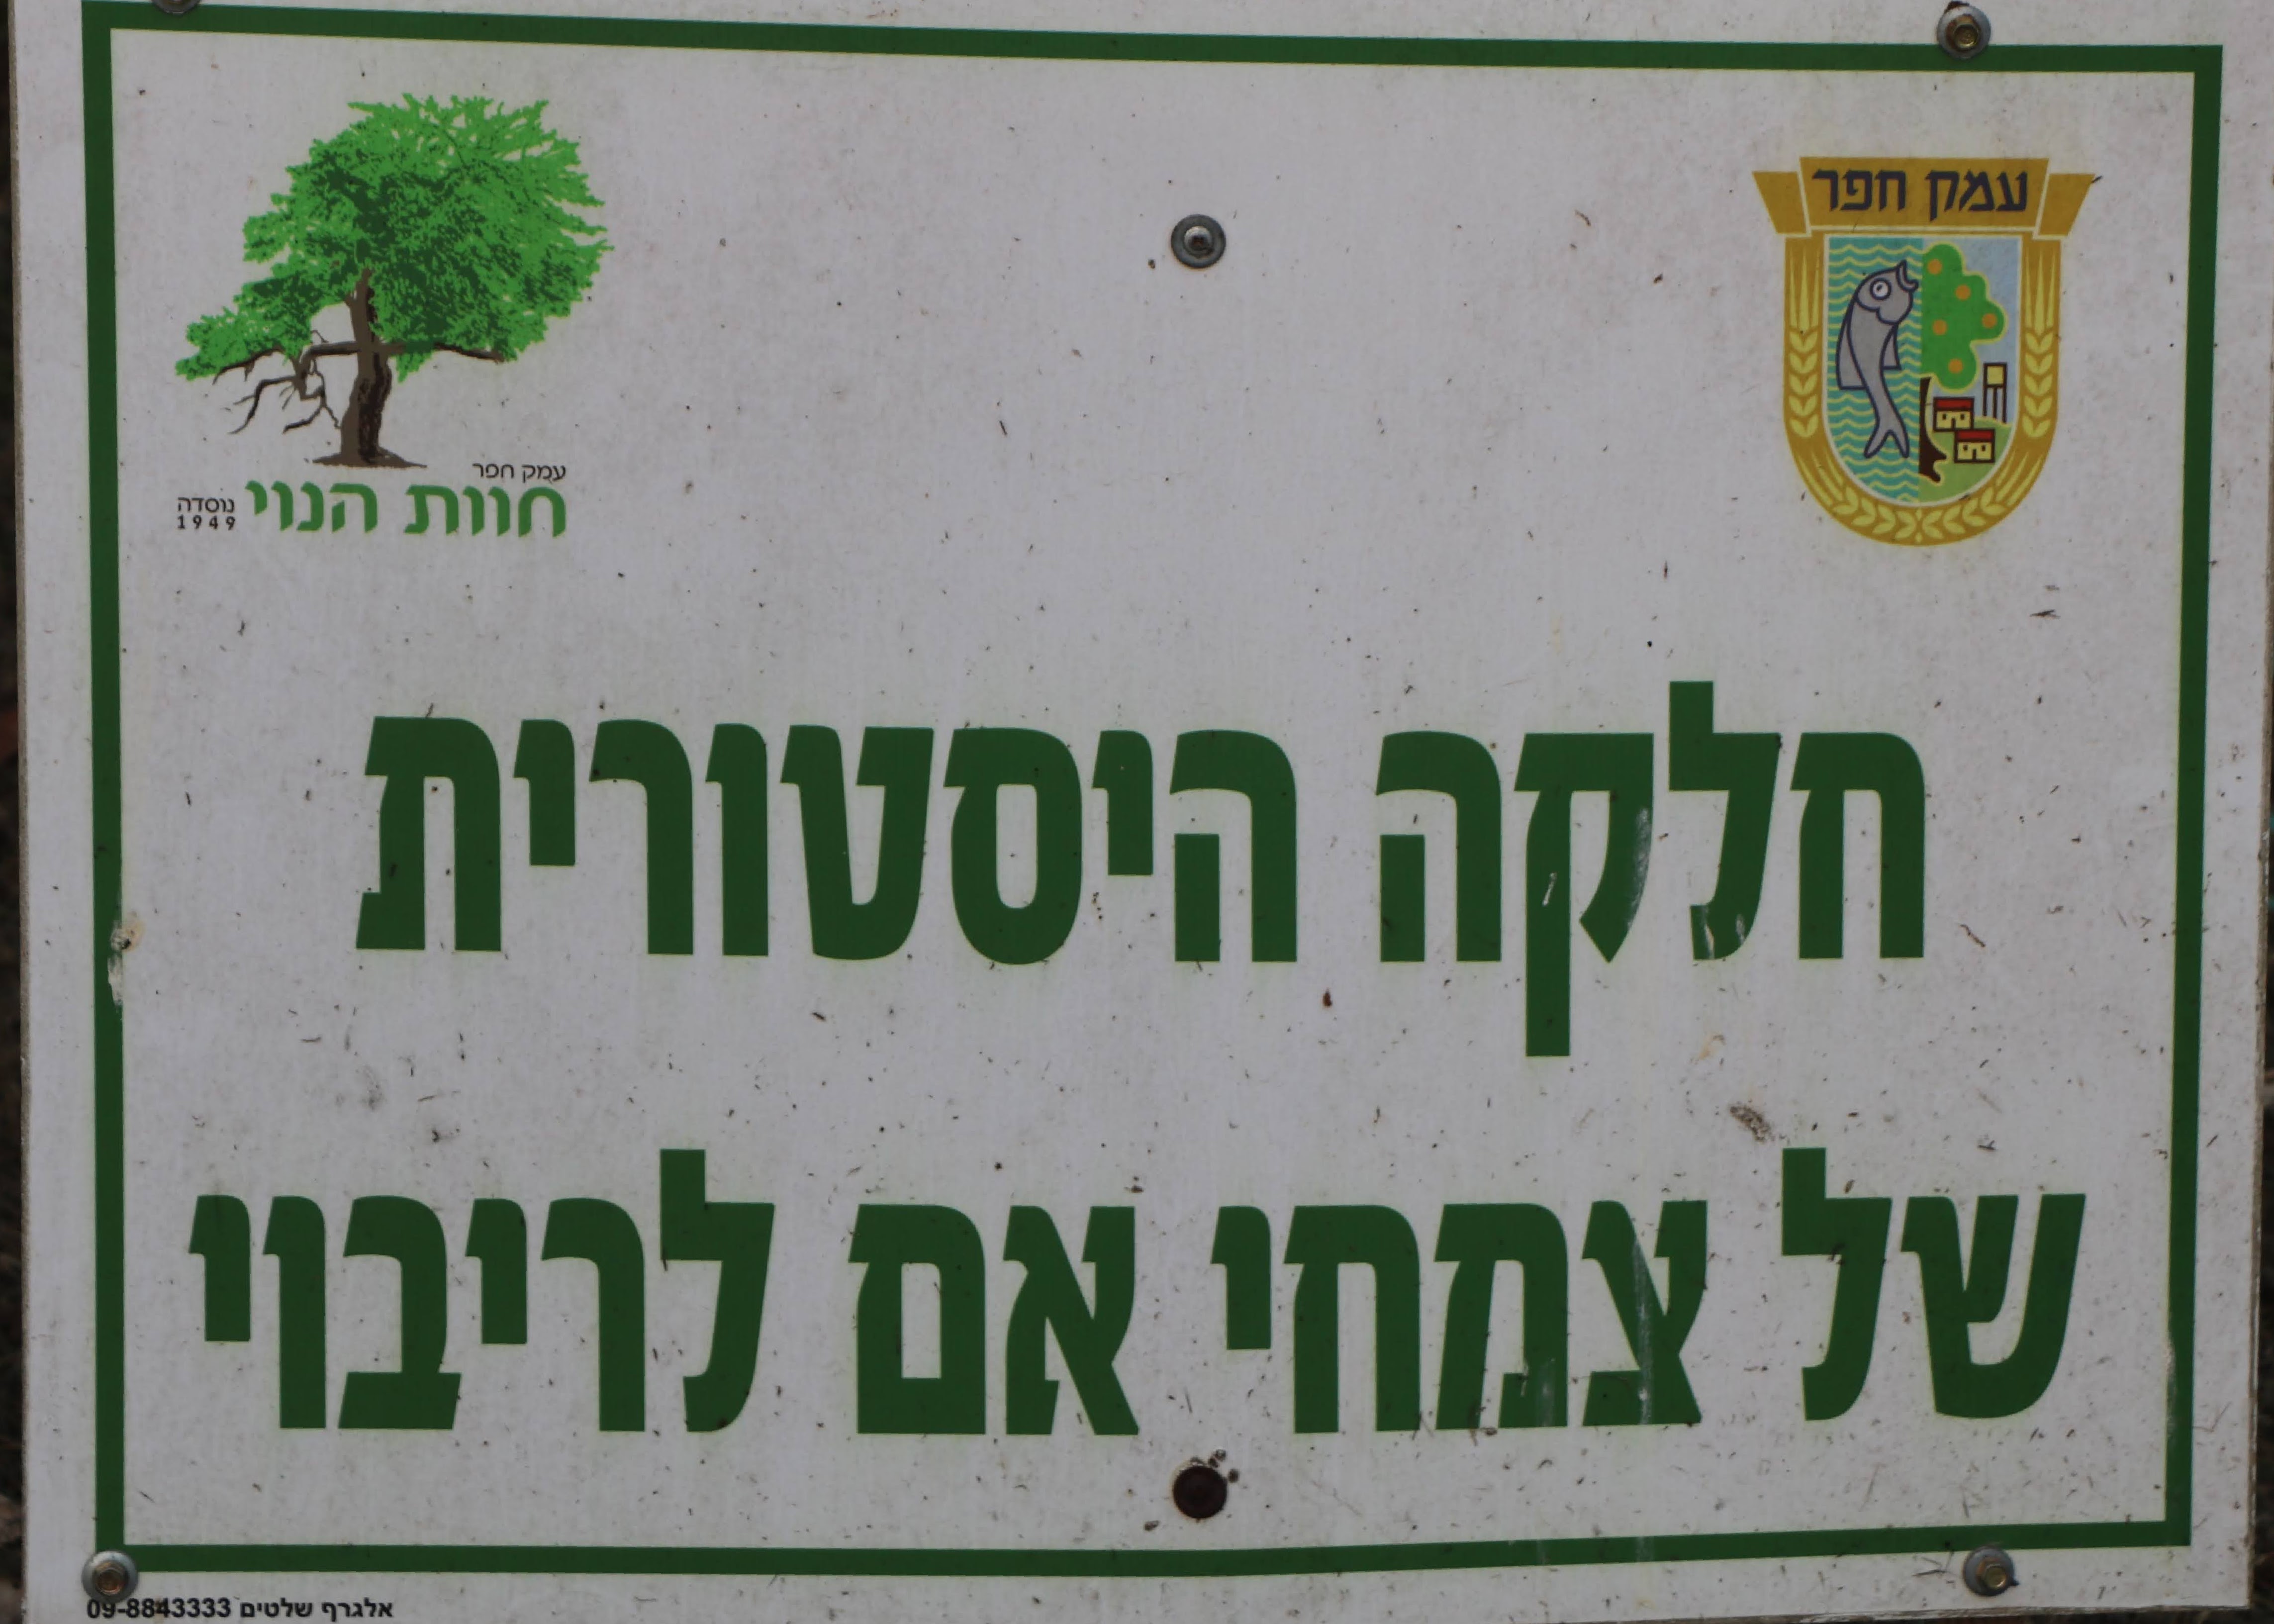 עמק חפר
עמק חפר
חוות הנוי
נוסדה
1949
חלקה היסטורית
של צמחי אם לריבוי
אלגרף שלטים 09-8843333